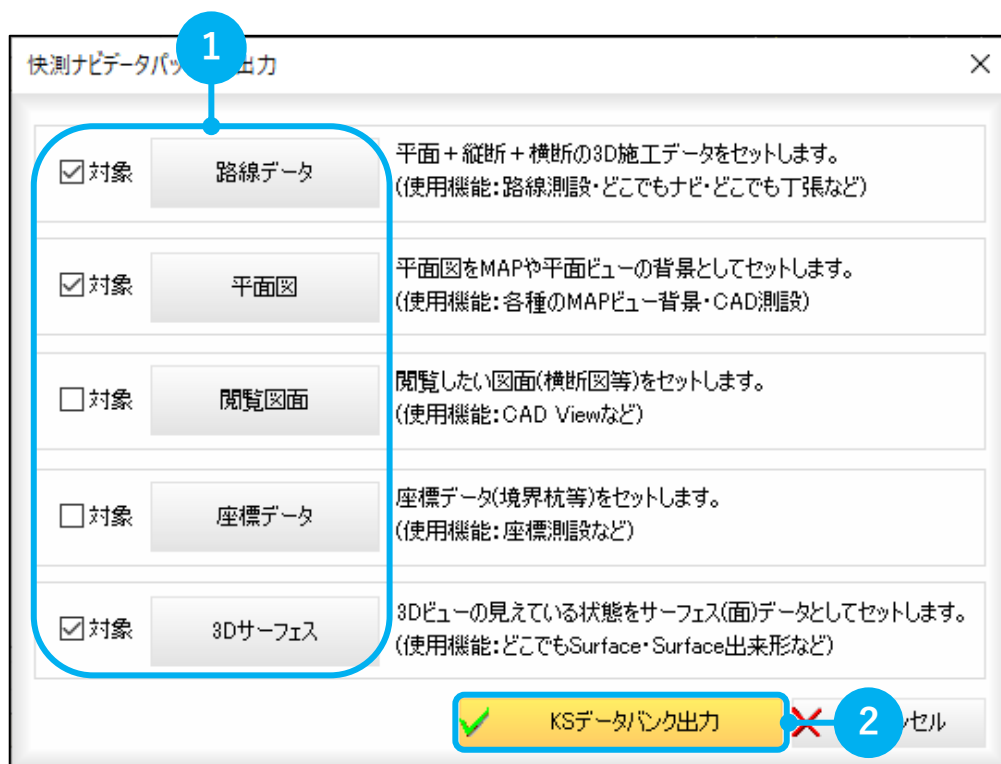 1
快測ナビデータパッ出力
対象
路線データ
平面+縦断+横断の3D施工データをセットします。
(使用機能:路線測設・どこでもナビ・どこでも丁張など)
対象
平面図
平面図をMAPや平面ビューの背景としてセットします。
(使用機能:各種のMAPビュー背景・CAD測設)
対象
閲覧図面
閲覧したい図面(横断図等)をセットします。
(使用機能:CAD Viewなど)
対象
座標データ
座標データ(境界杭等)をセットします。
(使用機能:座標測設など)
対象
3Dサーフェス
3Dビューの見えている状態をサーフェス(面)データとしてセットします。
(使用機能:どこでもSurface・Surface出来形など)
KSデータバンク出力
2
ンセル